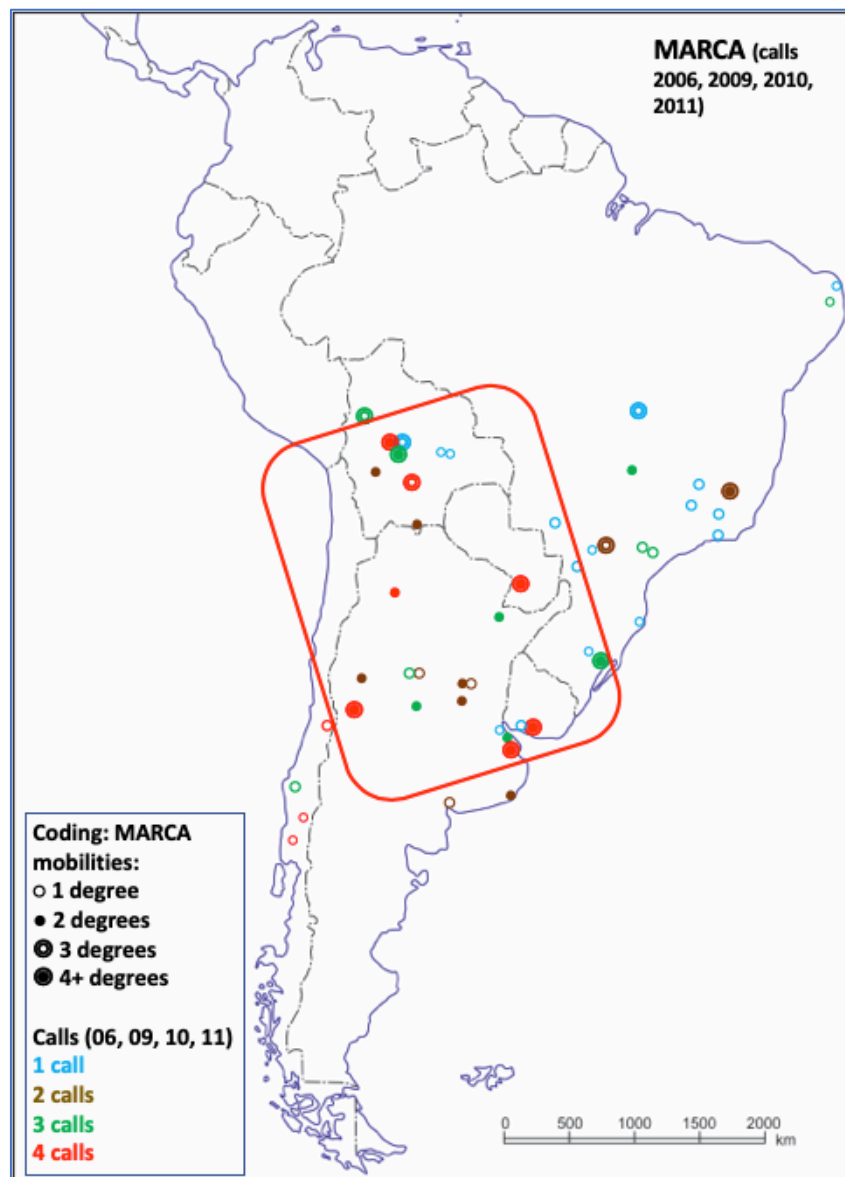 MARCA (calls
2006, 2009, 2010,
2011)
Coding: MARCA
mobilities:
1 degree
2 degrees
3 degrees
4+ degrees
Calls (06, 09, 10, 11)
1 call
2 calls
3 calls
4 calls
0 500 1000 1500 2000
km